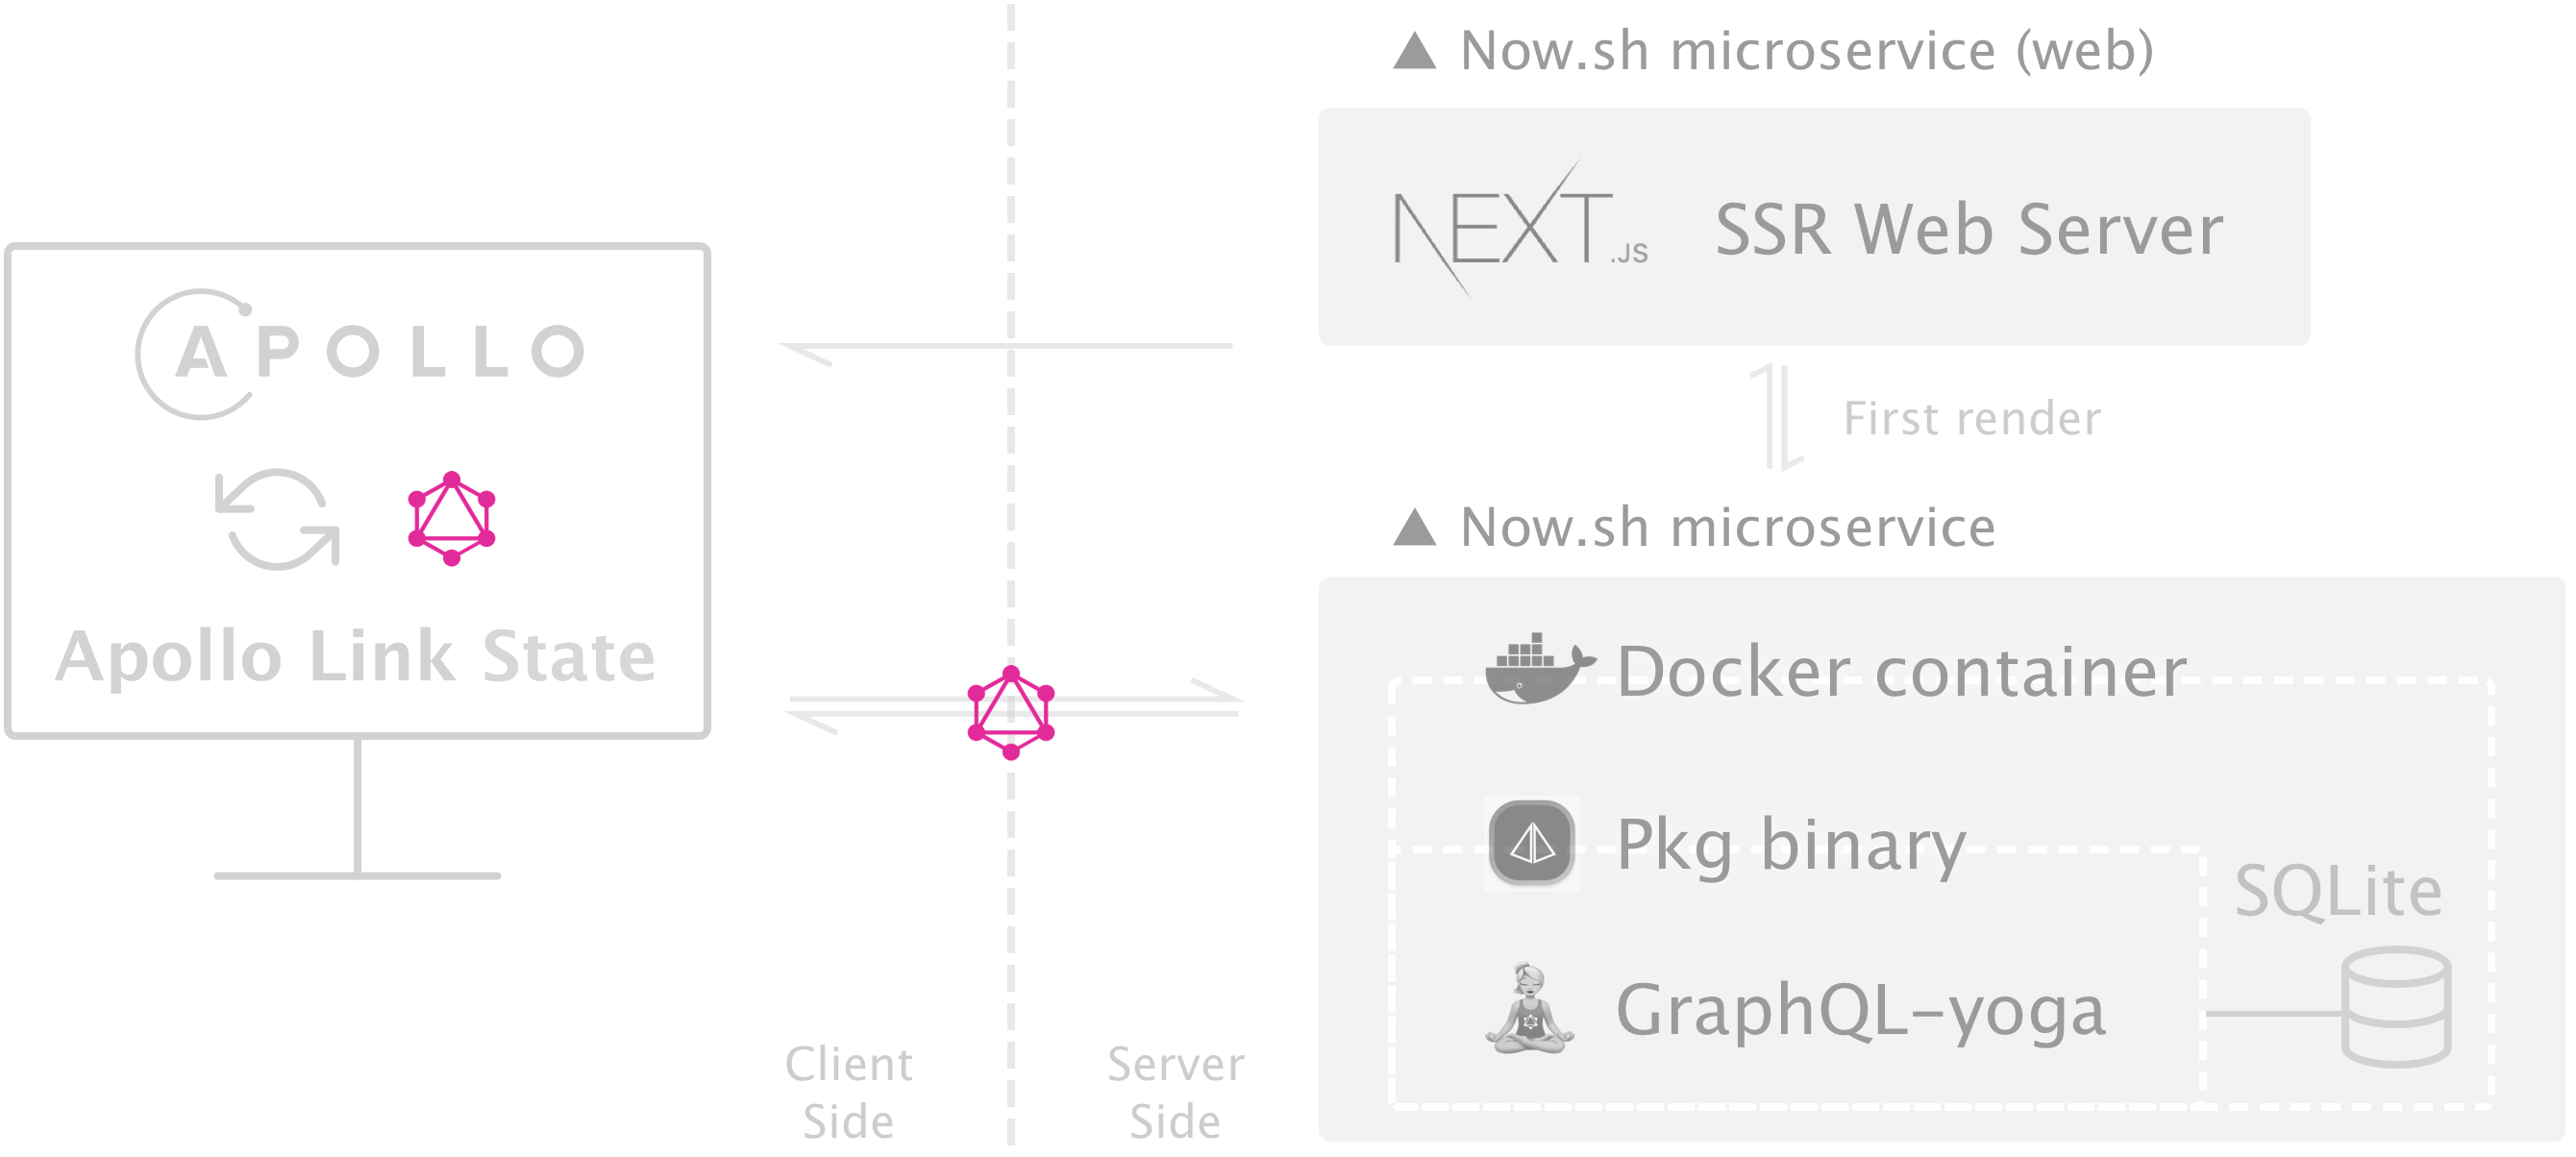 Now.sh microservice (web)
NEXT.JS
SSR Web Server
APOLLO
First render
Now.sh microservice
Apollo Link State
Docker container
Pkg binary
SQLite
GraphQL-yoga
Client
Side
Server
Side